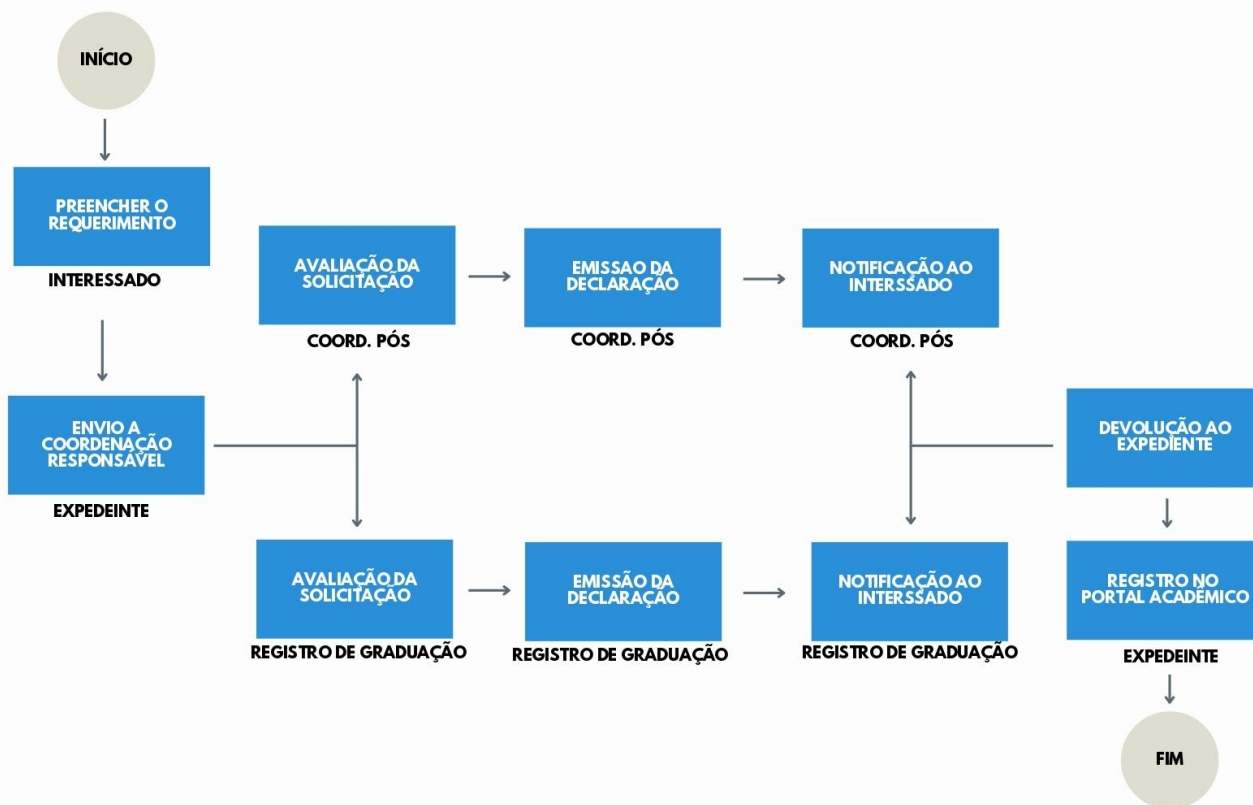 INÍCIO
PREENCHER O
REQUERIMENTO
INTERESSADO
ENVIO A
COORDENAÇÃO
RESPONSÁVEL
EXPEDEINTE
AVALIAÇÃO DA
SOLICITAÇÃO
COORD. PÓS
EMISSAO DA
DECLARAÇÃO
COORD. PÓS
NOTIFICAÇÃO AO
INTERSSADO
COORD. PÓS
AVALIAÇÃO DA
SOLICITAÇÃO
REGISTRO DE GRADUAÇÃO
EMISSÃO DA
DECLARAÇÃO
REGISTRO DE GRADUAÇÃO
NOTIFICAÇÃO AO
INTERSSADO
REGISTRO DE GRADUAÇÃO
DEVOLUÇÃO AO
EXPEDIENTE
REGISTRO NO
PORTAL ACADÊMICO
EXPEDEINTE
FIM